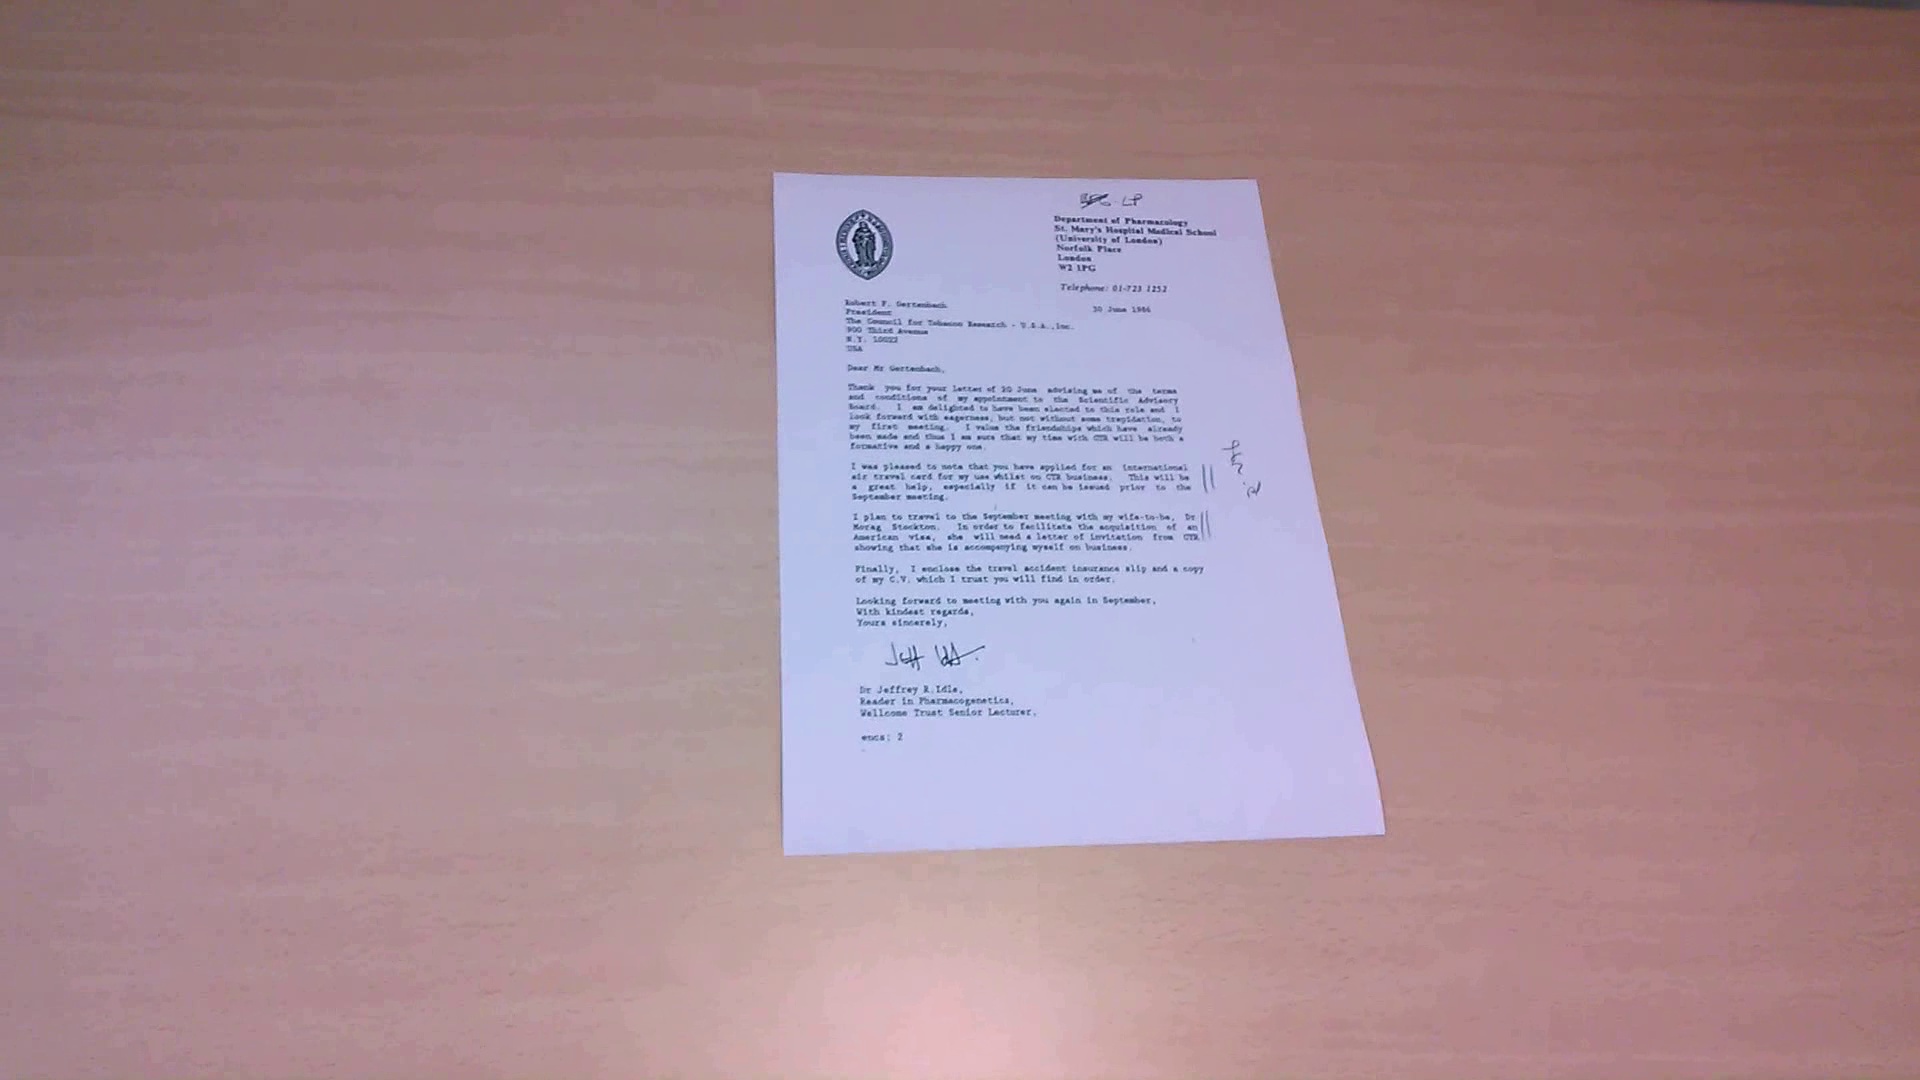 LP
Department of Pharmacology
St. Mary's Hospital Medical School
(University of London)
Norfolk Place
London
W2 1PG
Telephone: 01-723 1252
30 June 1986
Robert F. Gertenbach
President
The Council for Tobacco Research - U.S.A.,Inc.
900 Third Avenue
N.Y. 10022
USA
Dear Mr Gertenbach,
Thank you for your letter of 20 June advising me of the terms
and conditions of my appointment to the Scientific Advisory
Board. I am delighted to have been elected to this role and I
look forward with eagerness, but not without some trepidation, to
my first meeting. I value the friendships which have already
been made and thus I am sure that my time with CTR will be both a
formative and a happy one.
I was pleased to note that you have applied for an international
air travel card for my use whilst on CTR business. This will be
a great help, especially if it can be issued prior to the
September meeting.
I plan to travel to the September meeting with my wife-to-be, Dr
Morag Stockton. In order to facilitate the acquisition of an
American visa, she will need a letter of invitation from CTR
showing that she is accompanying myself on business.
Finally, I enclose the travel accident insurance slip and a copy
of my C.V. which I trust you will find in order.
Looking forward to meeting with you again in September,
With kindest regards,
Yours sincerely,
Dr Jeffrey R.Idle,
Reader in Pharmacogenetics,
Wellcome Trust Senior Lecturer.
encs: 2